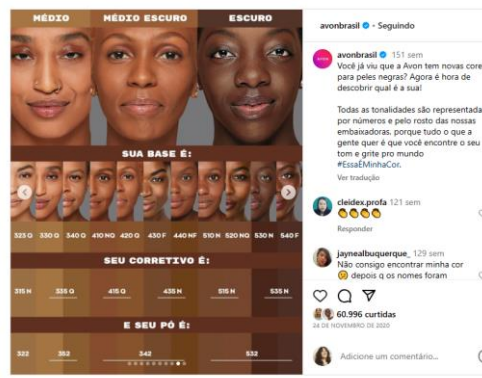 MÉDIO MÉDIO ESCURO ESCURO
SUA BASE É:
323 Q 330 Q 340 Q 410 NQ 420 Q 430 F 440 NF 510 N 520 NQ 530 N 540 F
SEU CORRETIVO É:
315 N 335 Q 415 Q 435 N 515 N 535 N
E SEU PÓ É:
322 352 342 532
avonbrasil • Seguindo
avonbrasil 151 sem
Você já viu que a Avon tem novas core
para peles negras? Agora é hora de
descobrir qual é a sua!
Todas as tonalidades são representada
por números e pelo rosto das nossas
embaixadoras, porque tudo o que a
gente quer é que você encontre o seu
tom e grite pro mundo
#EssaÉMinhaCor.
Ver tradução
cleidex.profa 121 sem
Responder
jaynealbuquerque_ 129 sem
Não consigo encontrar minha cor
depois q os nomes foram
60.996 curtidas
24 DE NOVEMBRO DE 2020
Adicione um comentário...